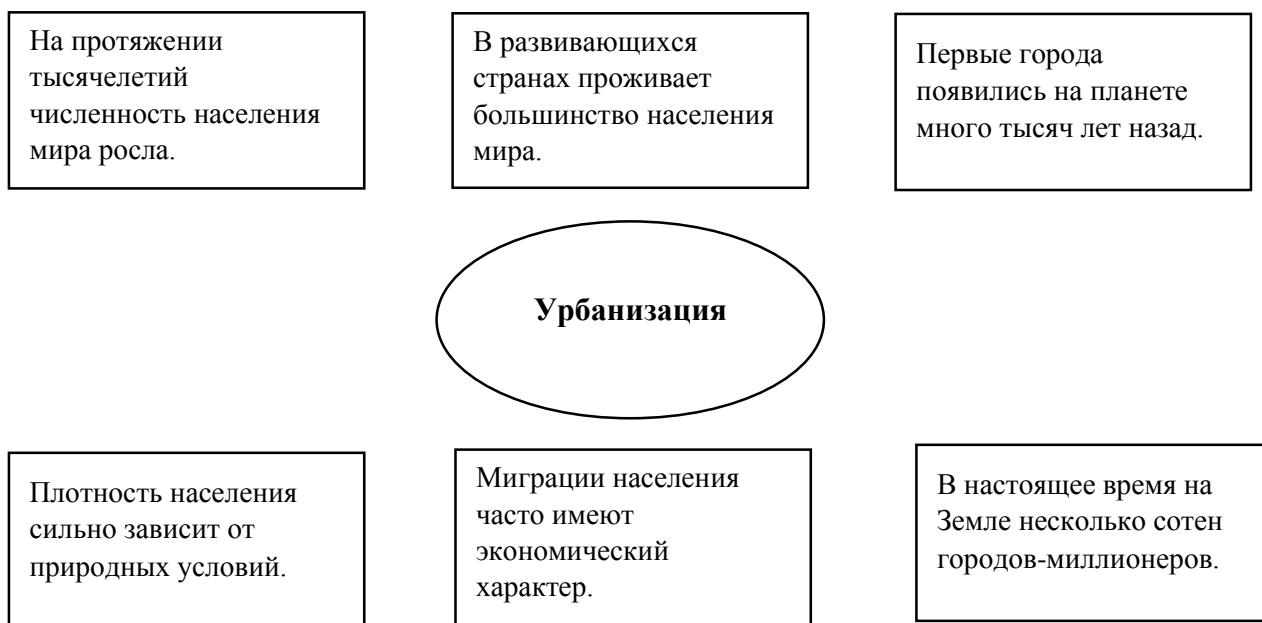 На протяжении
тысячелетий
численность населения
мира росла.
В развивающихся
странах проживает
большинство населения
мира.
Первые города
появились на планете
много тысяч лет назад.
Урбанизация
Плотность населения
сильно зависит от
природных условий.
Миграции населения
часто имеют
экономический
характер.
В настоящее время на
Земле несколько сотен
городов-миллионеров.